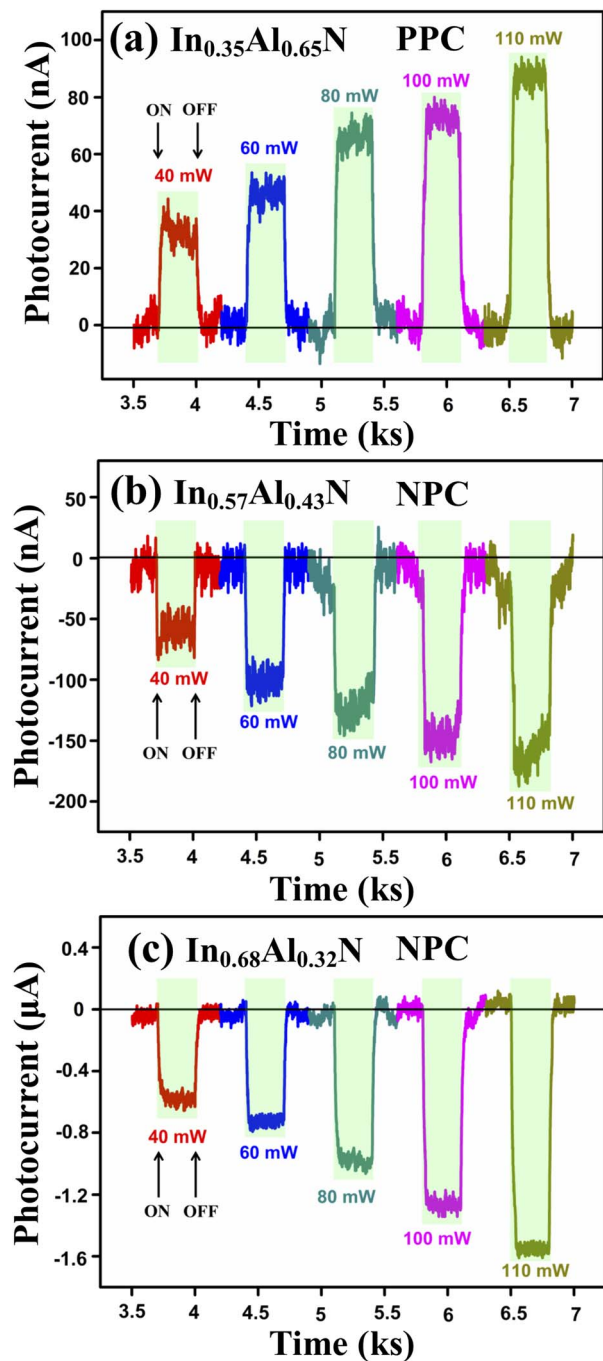 (a) In0.35Al0.65N PPC
110 mW
100 mW
80 mW
60 mW
40 mW
ON OFF
100
80
60
40
20
0
Photocurrent (nA)
3.5 4 4.5 5 5.5 6 6.5 7
Time (ks)
(b) In0.57Al0.43N NPC
50
0
-50
-100
-150
-200
Photocurrent (nA)
40 mW
60 mW
80 mW
100 mW
110 mW
ON OFF
3.5 4 4.5 5 5.5 6 6.5 7
Time (ks)
(c) In0.68Al0.32N NPC
0.4
0
-0.4
-0.8
-1.2
-1.6
Photocurrent (µA)
40 mW
60 mW
80 mW
100 mW
110 mW
ON OFF
3.5 4 4.5 5 5.5 6 6.5 7
Time (ks)